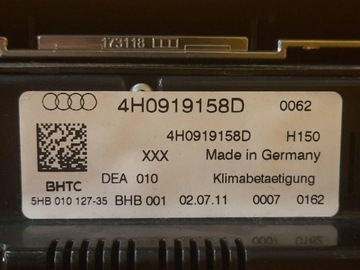 173118
4H0919158D 0062
4H0919158D H150
XXX Made in Germany
BHTC DEA 010 Klimabetaetigung
5HB 010 127-35 BHB 001 02.07.11 0007 0162